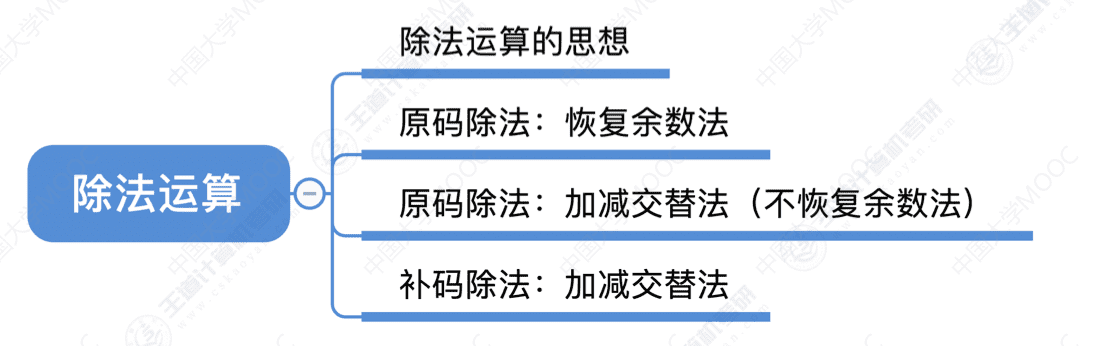 除法运算的思想
原码除法：恢复余数法
除法运算
原码除法：加减交替法（不恢复余数法）
补码除法：加减交替法
中国大学MOOC
王道计算机考研